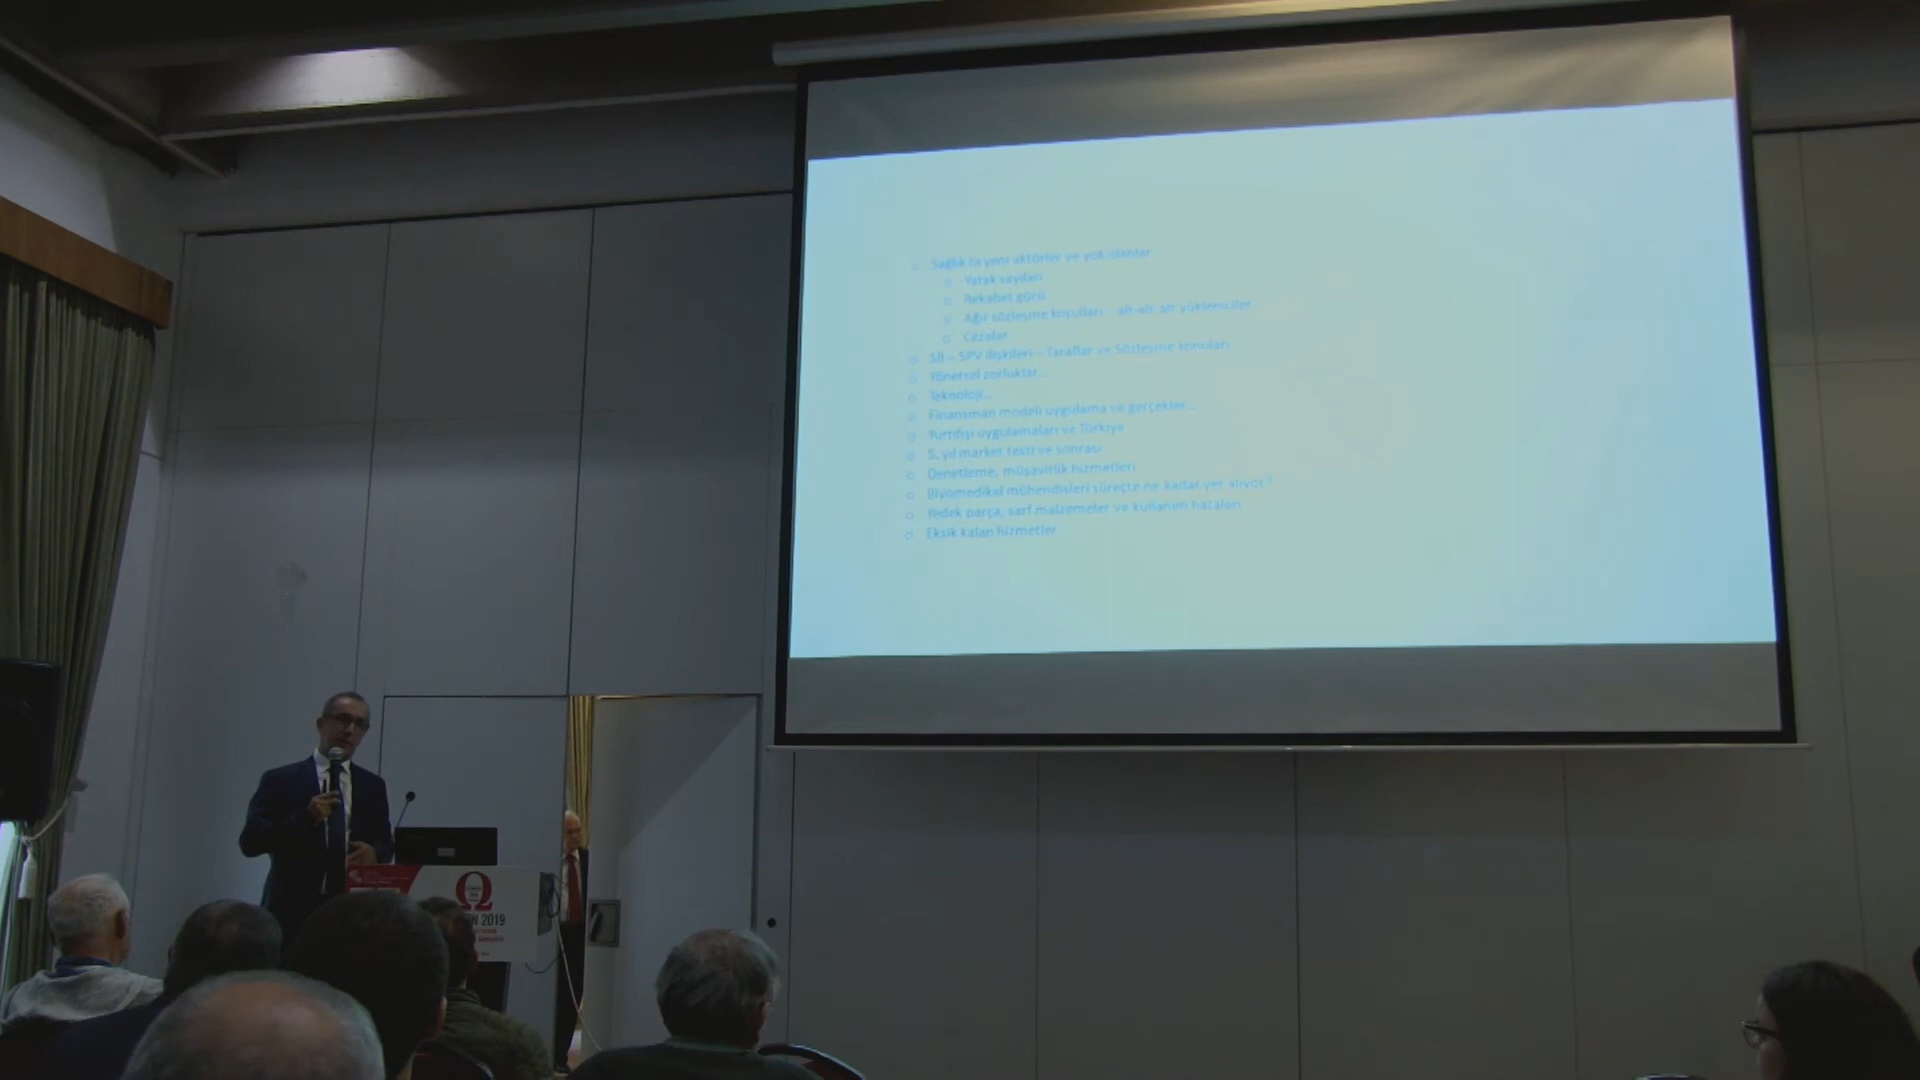 Sağlık ta yeni aktörler ve yok olanlar
Yatak sayıları
Rekabet gücü
Ağır sözleşme koşulları – alt-alt, alt yükleniciler
Cezalar
SB – SPV ilişkileri – Taraflar ve Sözleşme konuları
Yönetsel zorluklar...
Teknoloji...
Finansman modeli uygulama ve gerçekler...
Yurtdışı uygulamaları ve Türkiye
5. yıl market testi ve sonrası
Denetleme, müşavirlik hizmetleri
Biyomedikal mühendisleri süreçte ne kadar yer alıyor?
Yedek parça, sarf malzemeler ve kullanım hataları
Eksik kalan hizmetler
2019